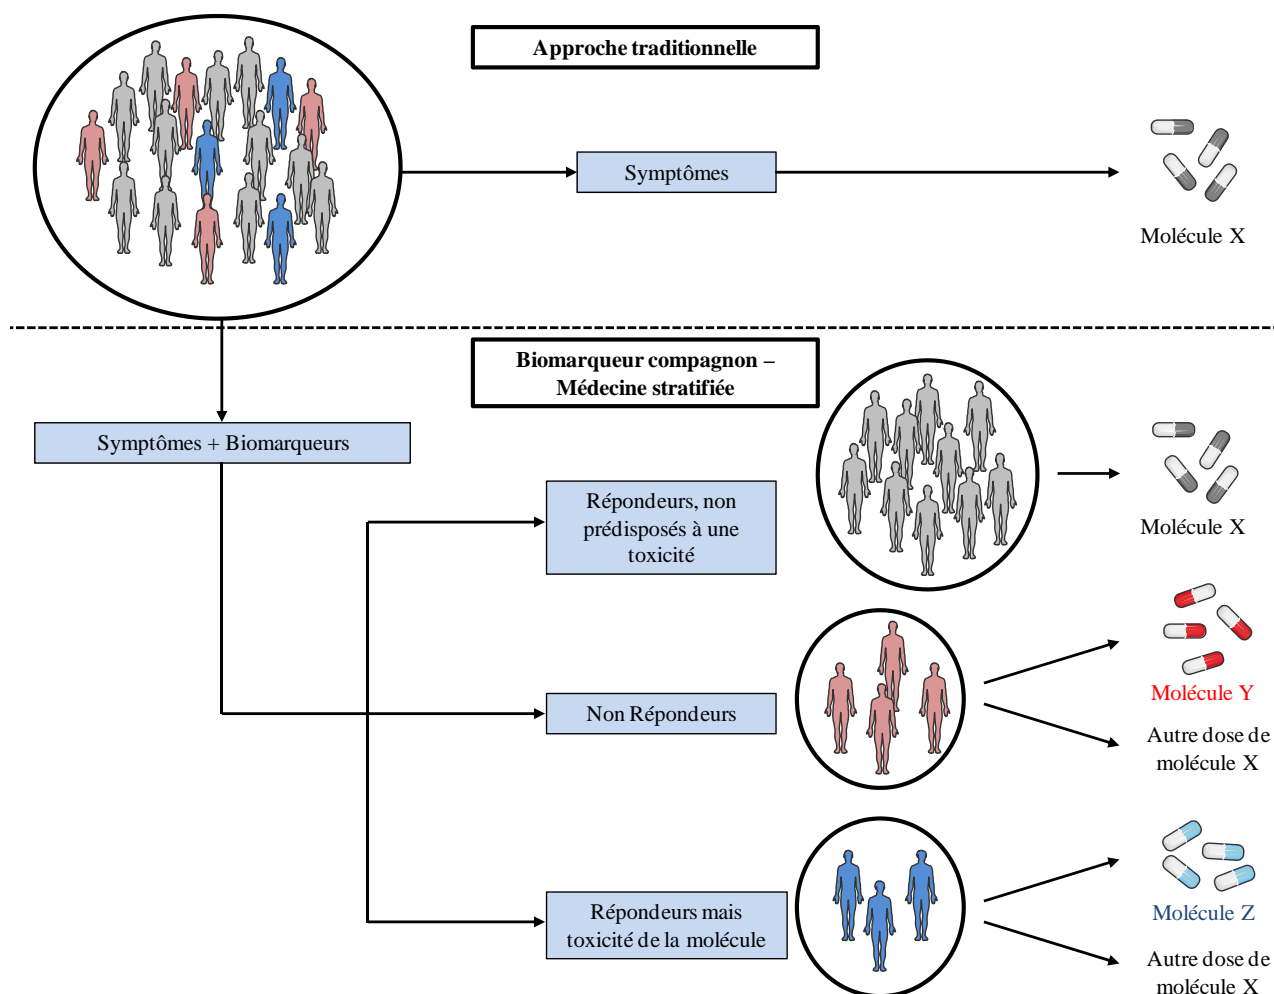 Approche traditionnelle
Symptômes
Molécule X
Biomarqueur compagnon –
Médecine stratifiée
Symptômes + Biomarqueurs
Répondeurs, non
prédisposés à une
toxicité
Molécule X
Non Répondeurs
Molécule Y
Autre dose de
molécule X
Répondeurs mais
toxicité de la molécule
Molécule Z
Autre dose de
molécule X